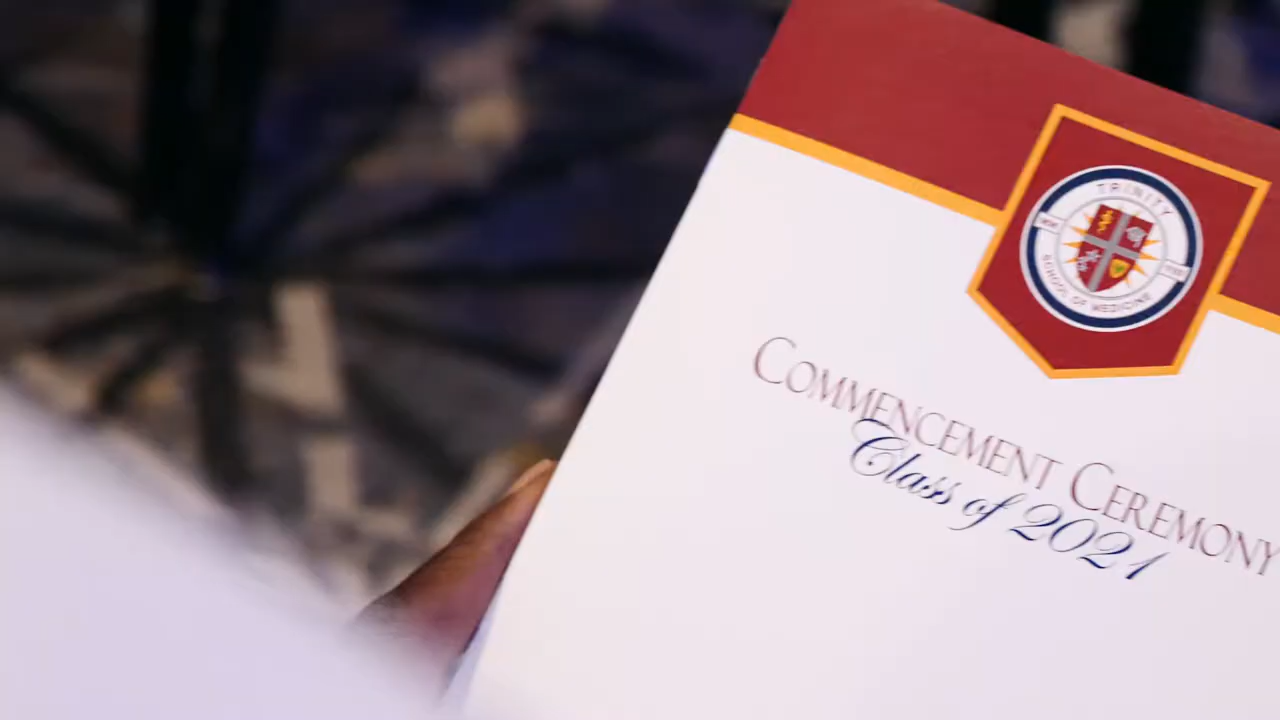 TRINITY
SCHOOL OF MEDICINE
COMMENCEMENT CEREMONY
Class of 2021